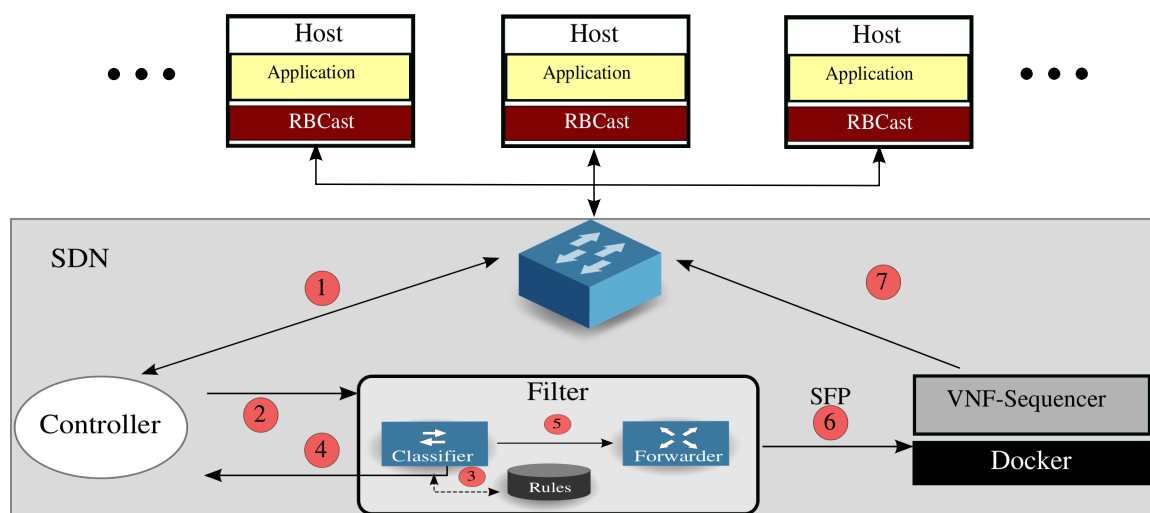 Host
Application
RBCast
Host
Application
RBCast
Host
Application
RBCast
SDN
1
7
Controller
2
4
Filter
Classifier
5
Forwarder
3
Rules
SFP
6
VNF-Sequencer
Docker